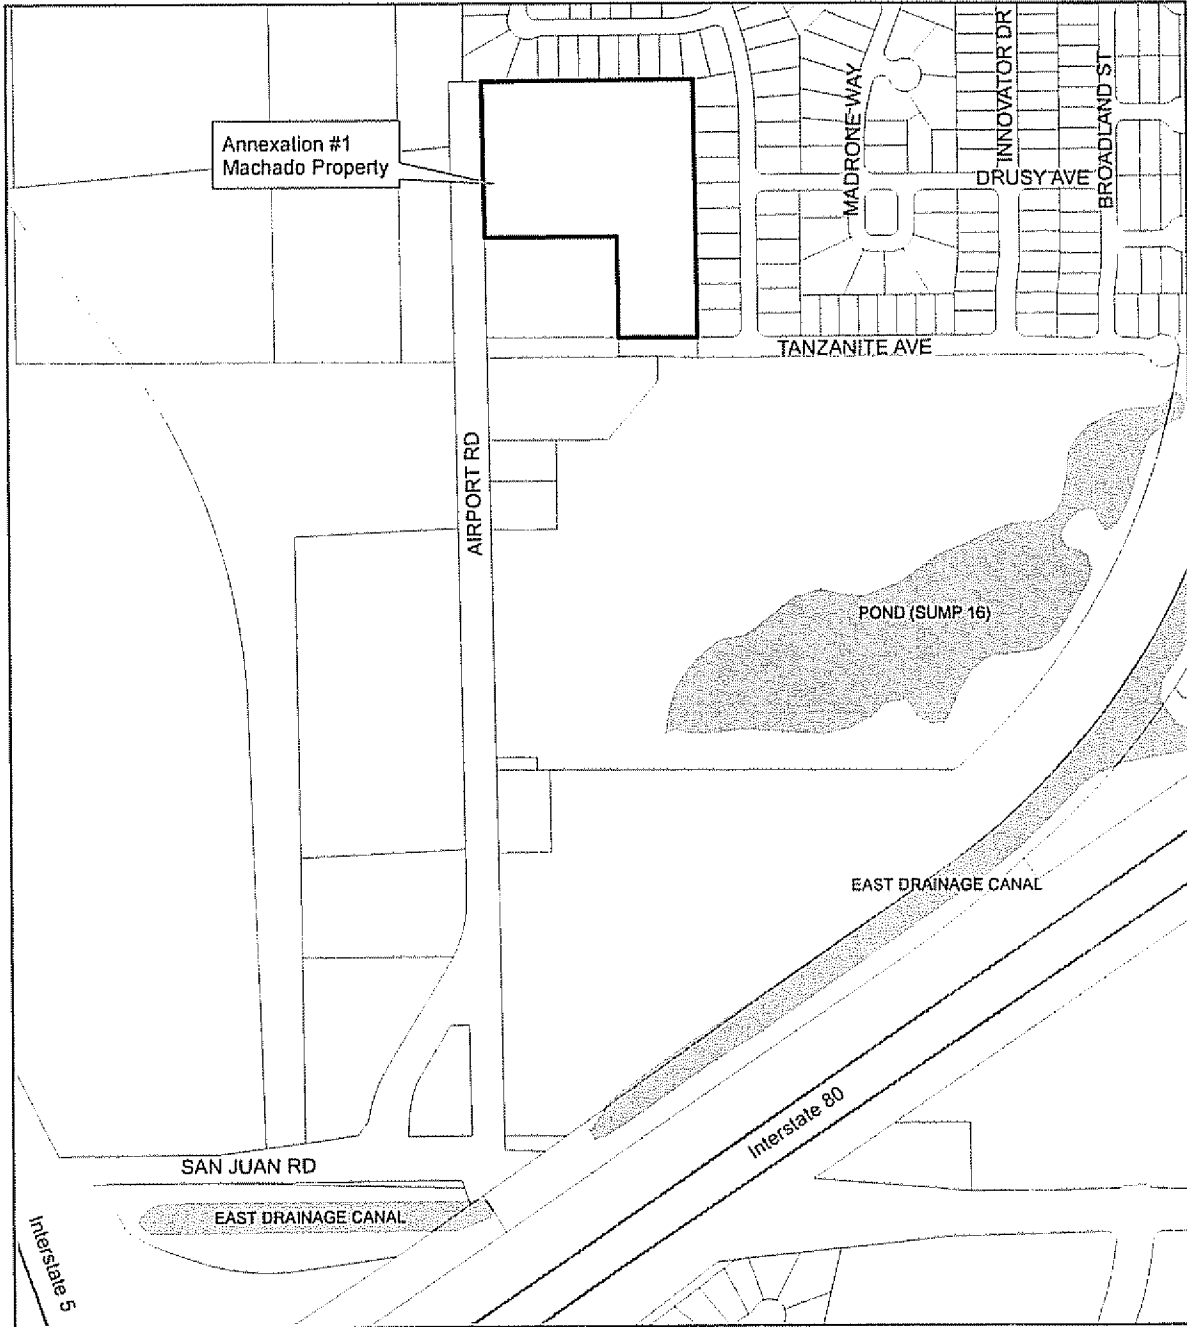 Annexation #1
Machado Property
MADRONE WAY
INNOVATOR DR
BROADLAND ST
DRUSY AVE
TANZANITE AVE
AIRPORT RD
POND (SUMP 16)
EAST DRAINAGE CANAL
Interstate 80
SAN JUAN RD
EAST DRAINAGE CANAL
Interstate 5